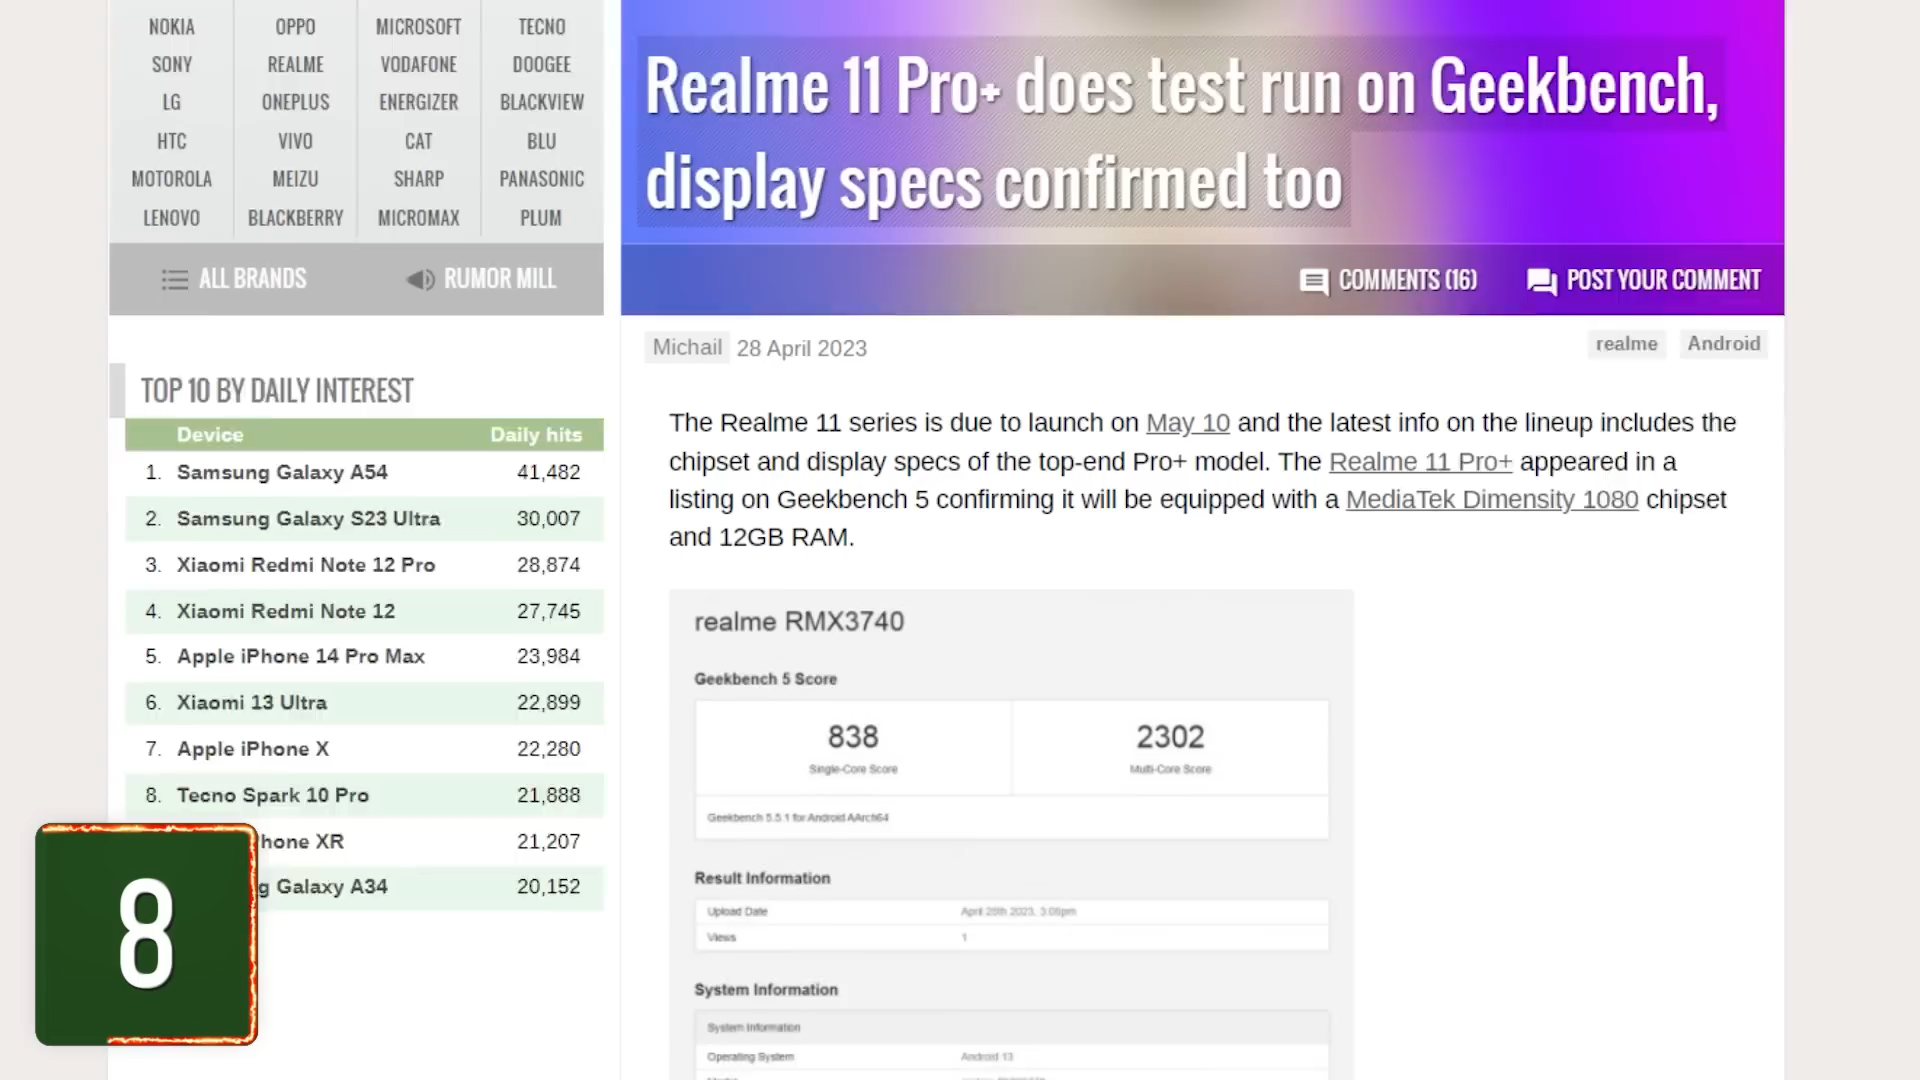 NOKIA OPPO MICROSOFT TECNO
SONY REALME VODAFONE DOOGEE
LG ONEPLUS ENERGIZER BLACKVIEW
HTC VIVO CAT BLU
MOTOROLA MEIZU SHARP PANASONIC
LENOVO BLACKBERRY MICROMAX PLUM
ALL BRANDS RUMOR MILL
TOP 10 BY DAILY INTEREST
Device Daily hits
1. Samsung Galaxy A54 41,482
2. Samsung Galaxy S23 Ultra 30,007
3. Xiaomi Redmi Note 12 Pro 28,874
4. Xiaomi Redmi Note 12 27,745
5. Apple iPhone 14 Pro Max 23,984
6. Xiaomi 13 Ultra 22,899
7. Apple iPhone X 22,280
8. Tecno Spark 10 Pro 21,888
hone XR 21,207
g Galaxy A34 20,152
8
Realme 11 Pro+ does test run on Geekbench,
display specs confirmed too
COMMENTS (16) POST YOUR COMMENT
Michail 28 April 2023 realme Android
The Realme 11 series is due to launch on May 10 and the latest info on the lineup includes the
chipset and display specs of the top-end Pro+ model. The Realme 11 Pro+ appeared in a
listing on Geekbench 5 confirming it will be equipped with a MediaTek Dimensity 1080 chipset
and 12GB RAM.
realme RMX3740
Geekbench 5 Score
838 2302
Single-Core Score Multi-Core Score
Geekbench 5.5.1 for Android AArch64
Result Information
Upload Date April 2023, 3:06pm
Views 1
System Information
System Information
Operating System Android 13